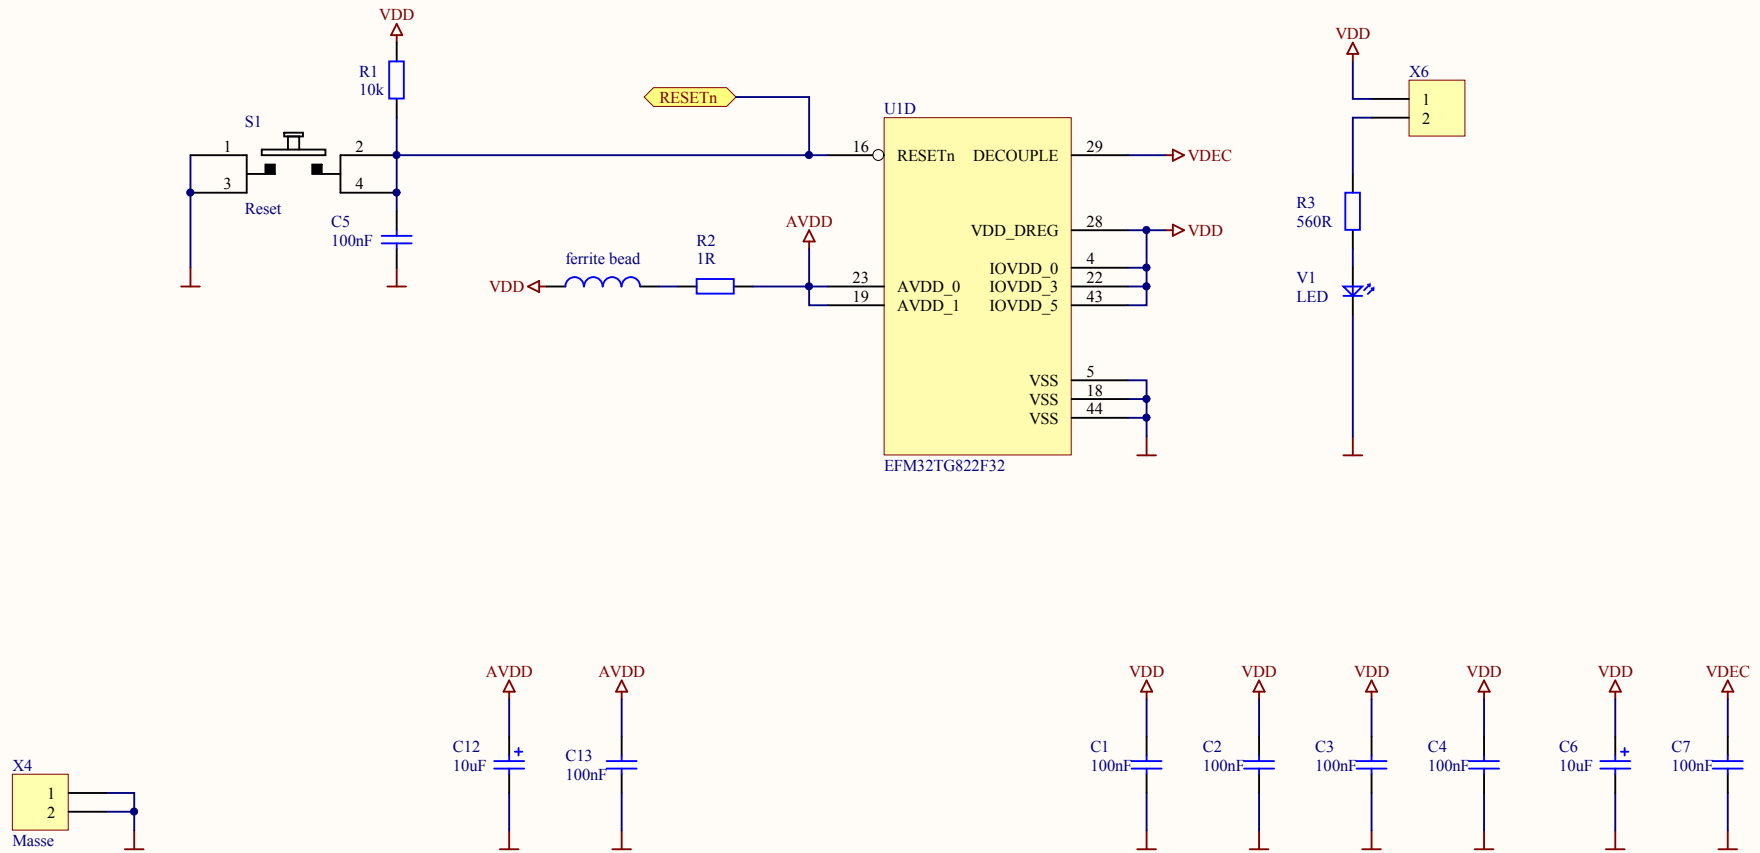 VDD
R1
10k
S1
1
2
3
4
Reset
C5
100nF
RESETn
U1D
16
RESETn
DECOUPLE
29
VDEC
AVDD
VDD
ferrite bead
R2
1R
23
AVDD_0
19
AVDD_1
VDD_DREG
28
VDD
IOVDD_0
4
IOVDD_3
22
IOVDD_5
43
VSS
5
VSS
18
VSS
44
EFM32TG822F32
VDD
X6
1
2
R3
560R
V1
LED
X4
1
2
Masse
AVDD
C12
+
10uF
AVDD
C13
100nF
VDD
C1
100nF
VDD
C2
100nF
VDD
C3
100nF
VDD
C4
100nF
VDD
C6
+
10uF
VDEC
C7
100nF